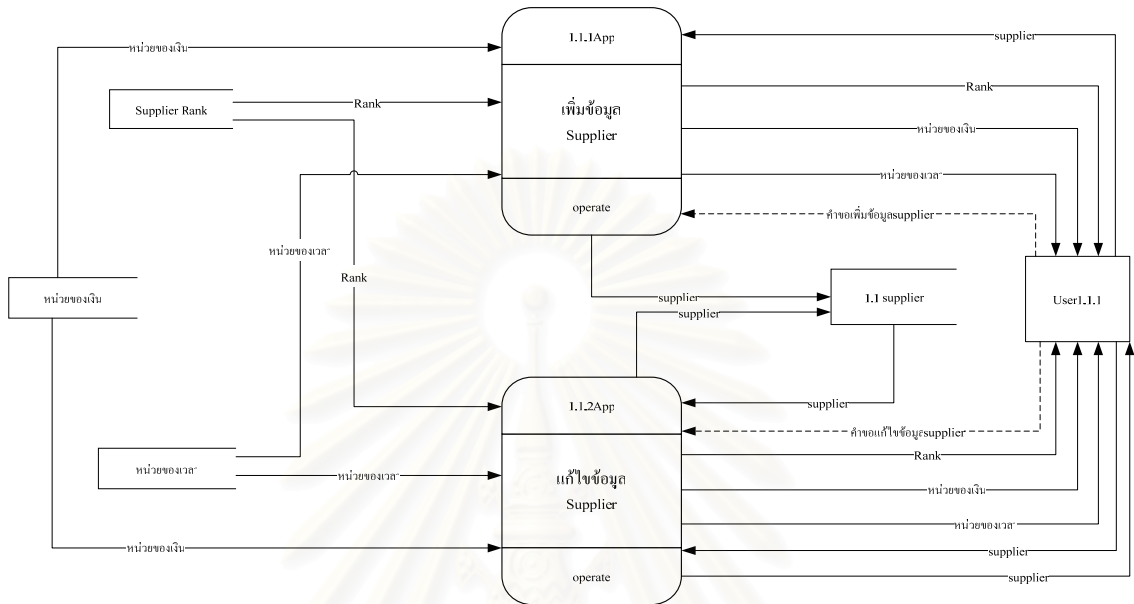 1.1.1App
supplier
หน่วยของเงิน
Rank
Rank
Supplier Rank
เพิ่มข้อมูล
Supplier
หน่วยของเงิน
หน่วยของเวลา
operate
คำขอเพิ่มข้อมูลsupplier
หน่วยของเวลา
Rank
หน่วยของเงิน
supplier
1.1 supplier
User1.1.1
supplier
1.1.2App
supplier
คำขอแก้ไขข้อมูลsupplier
Rank
หน่วยของเวลา
หน่วยของเวลา
แก้ไขข้อมูล
Supplier
หน่วยของเงิน
หน่วยของเวลา
หน่วยของเงิน
supplier
operate
supplier